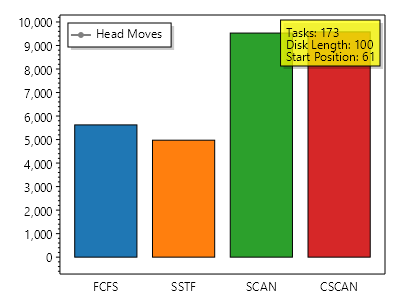 10,000
9,000
8,000
7,000
6,000
5,000
4,000
3,000
2,000
1,000
0
Head Moves
Tasks: 173
Disk Length: 100
Start Position: 61
FCFS SSTF SCAN CSCAN